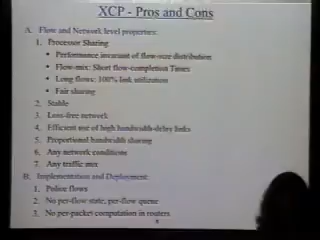 XCP - Pros and Cons
A. Flow and Network level properties:
1. Processor Sharing
• Performance invariant of flow-size distribution
• Flow-mix: Short flow-completion Times
• Long flows: 100% link utilization
• Fair sharing
2. Stable
3. Loss-free network
4. Efficient use of high bandwidth-delay links
5. Proportional bandwidth sharing
6. Any network conditions
7. Any traffic mix
B. Implementation and Deployment:
1. Police flows
2. No per-flow state, per-flow queue
3. No per-packet computation in routers